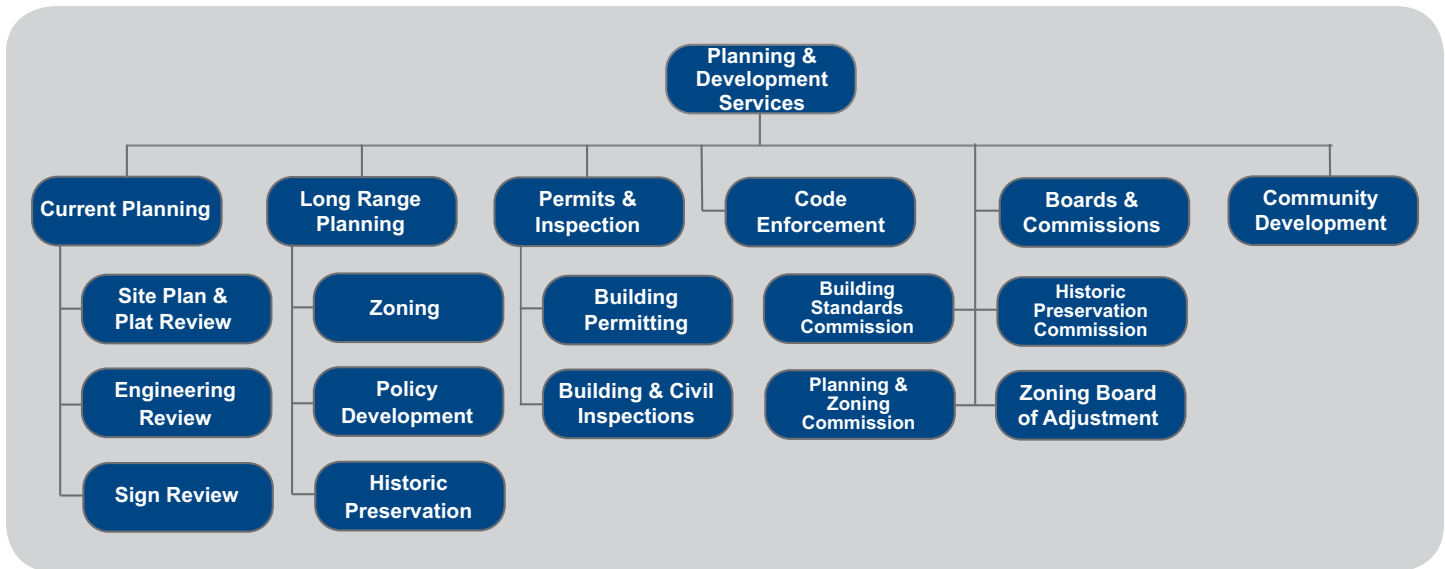 Planning &
Development
Services
Current Planning
Long Range
Planning
Permits &
Inspection
Code
Enforcement
Boards &
Commissions
Community
Development
Site Plan &
Plat Review
Zoning
Building
Permitting
Building
Standards
Commission
Historic
Preservation
Commission
Engineering
Review
Policy
Development
Building & Civil
Inspections
Planning &
Zoning
Commission
Zoning Board
of Adjustment
Sign Review
Historic
Preservation